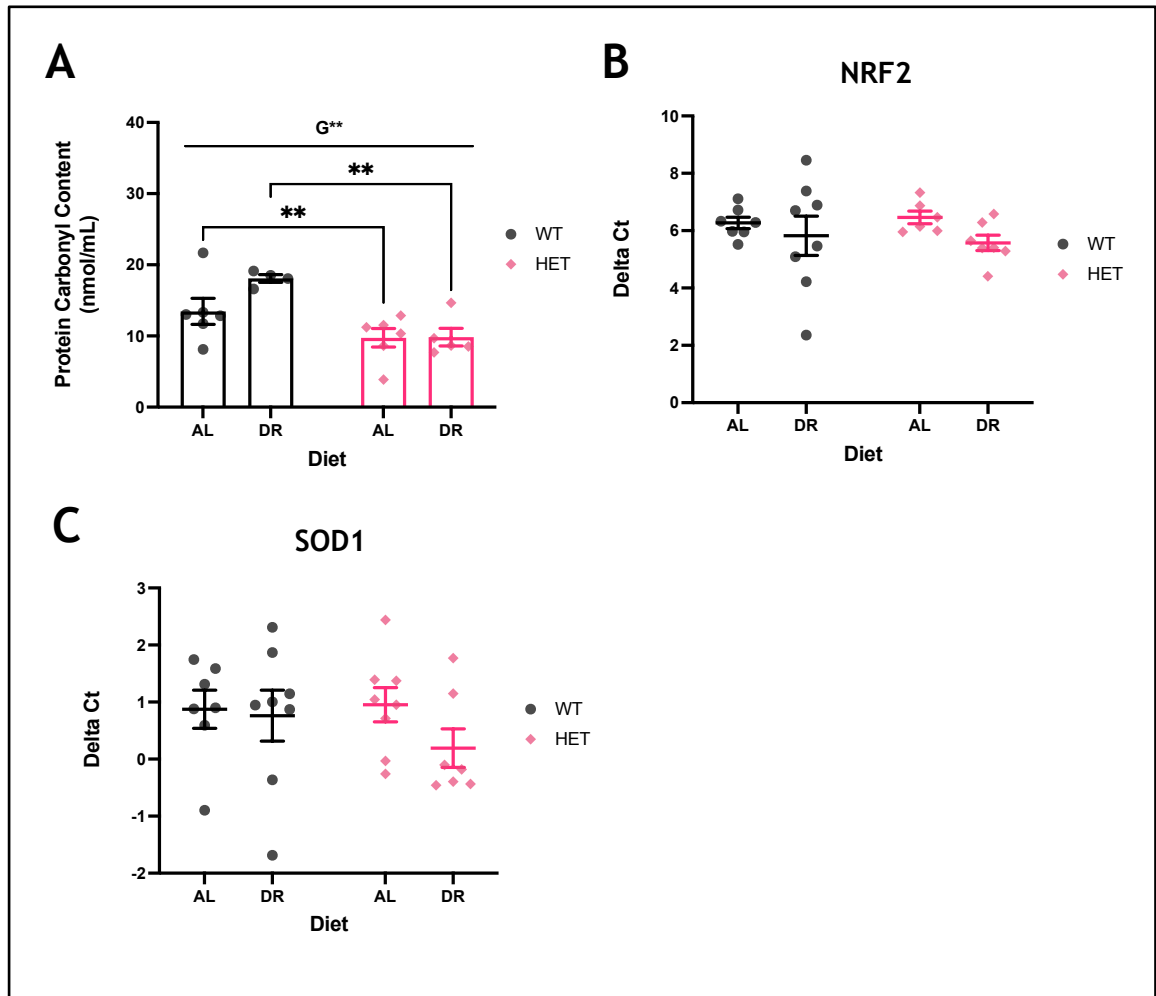 A
G**
**
**
Protein Carbonyl Content
(nmol/mL)
40
30
20
10
0
AL
DR
AL
DR
Diet
WT
HET
B
NRF2
Delta Ct
10
8
6
4
2
0
AL
DR
AL
DR
Diet
WT
HET
C
SOD1
Delta Ct
3
2
1
0
-1
-2
AL
DR
AL
DR
Diet
WT
HET